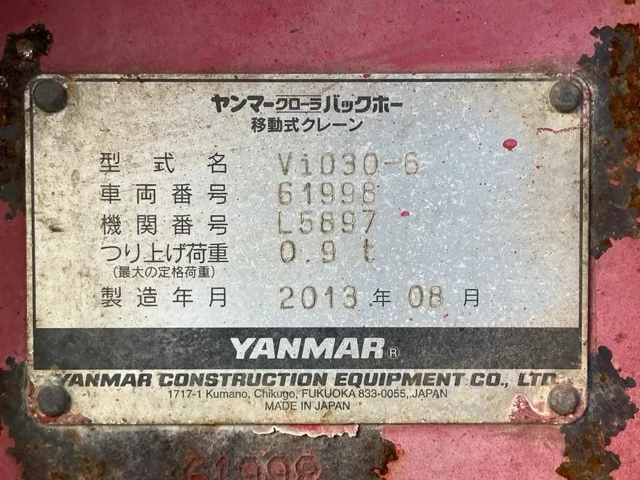 ヤンマークローラバックホー
移動式クレーン
型式名 ViO30-6
車両番号 61998
機関番号 L5897
つり上げ荷重 0.9 t
(最大の定格荷重)
製造年月 2013年08月
YANMAR®
YANMAR CONSTRUCTION EQUIPMENT CO., LTD.
1717-1 Kumano, Chikugo, FUKUOKA 833-0055, JAPAN
MADE IN JAPAN